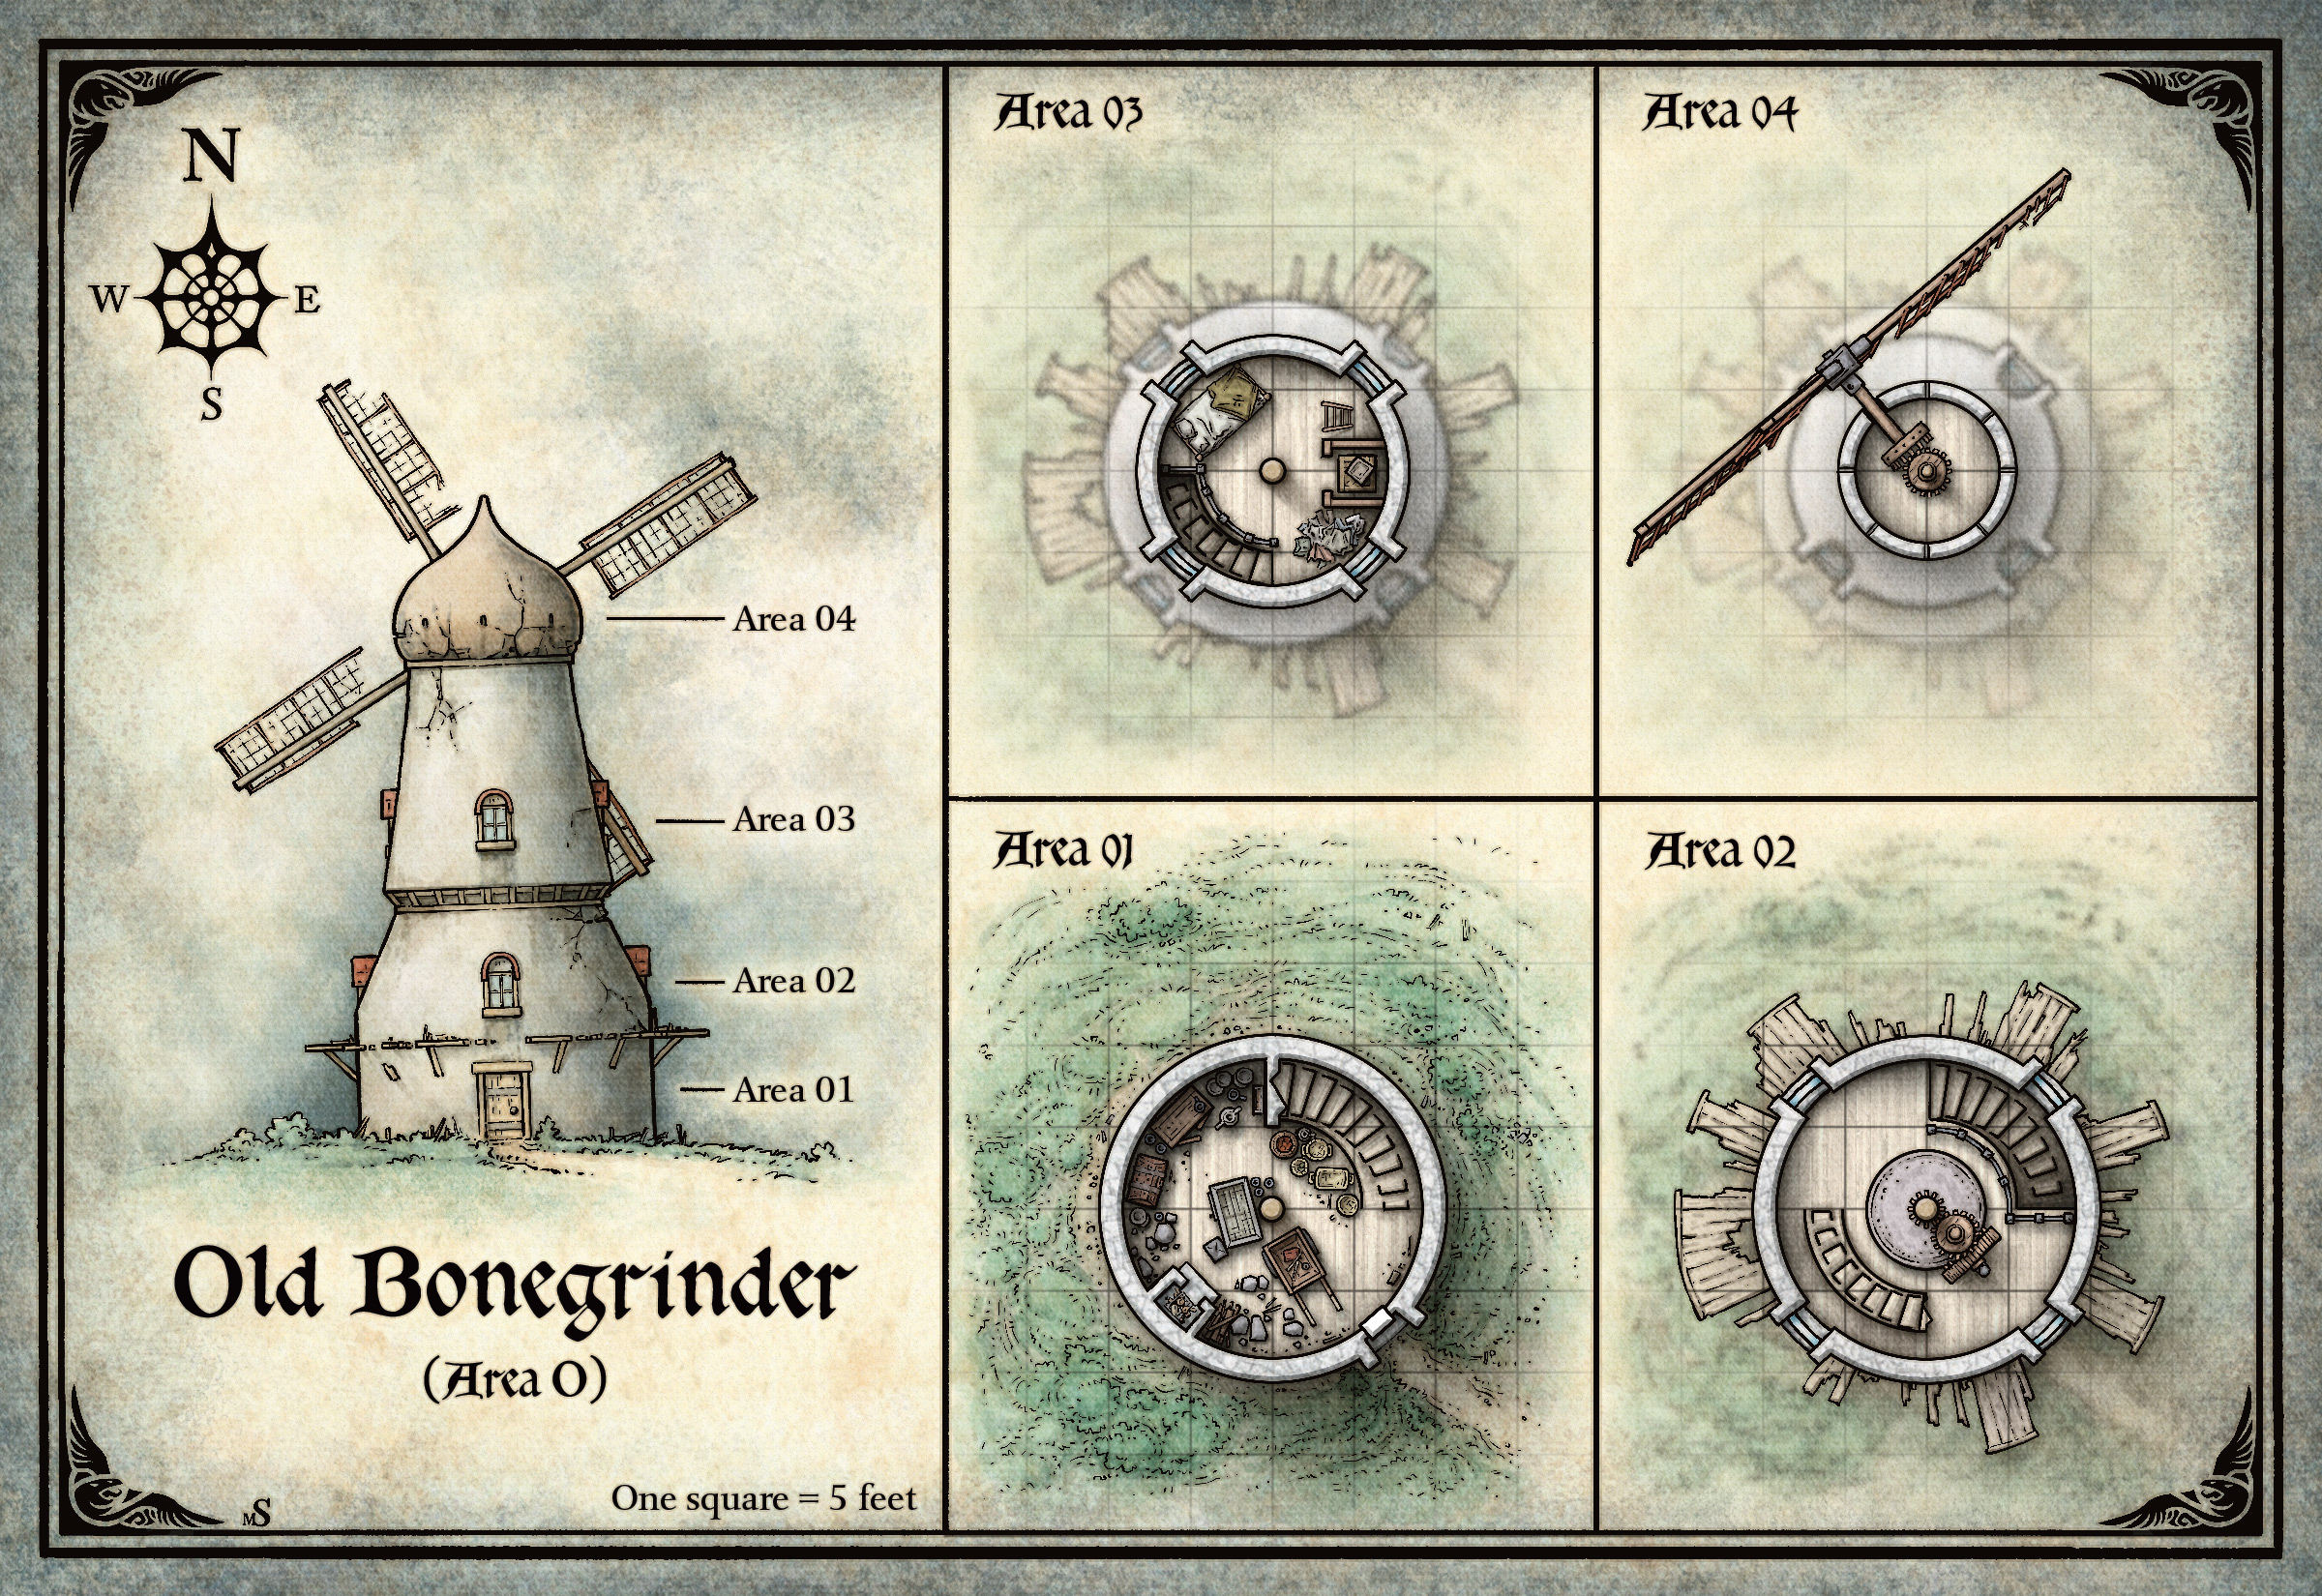 N
W E
S
Area 04
Area 03
Area 02
Area 01
Old Bonegrinder
(Area O)
One square = 5 feet
MS
Area 03
Area 04
Area 01
Area 02